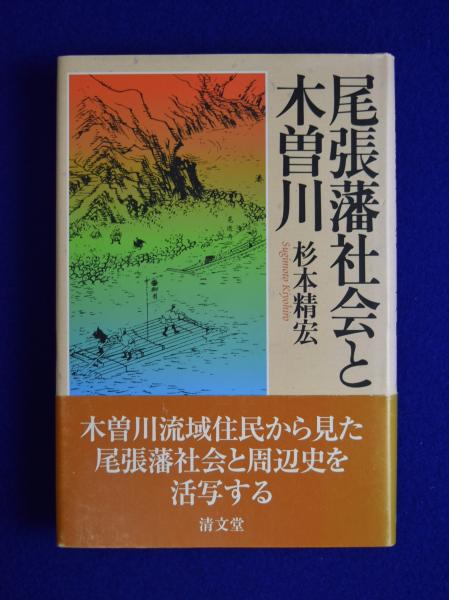 尾張藩社会と
木曽川
杉本精宏
Sugimoto Kiyohiro
木曽川流域住民から見た
尾張藩社会と周辺史を
活写する
清文堂